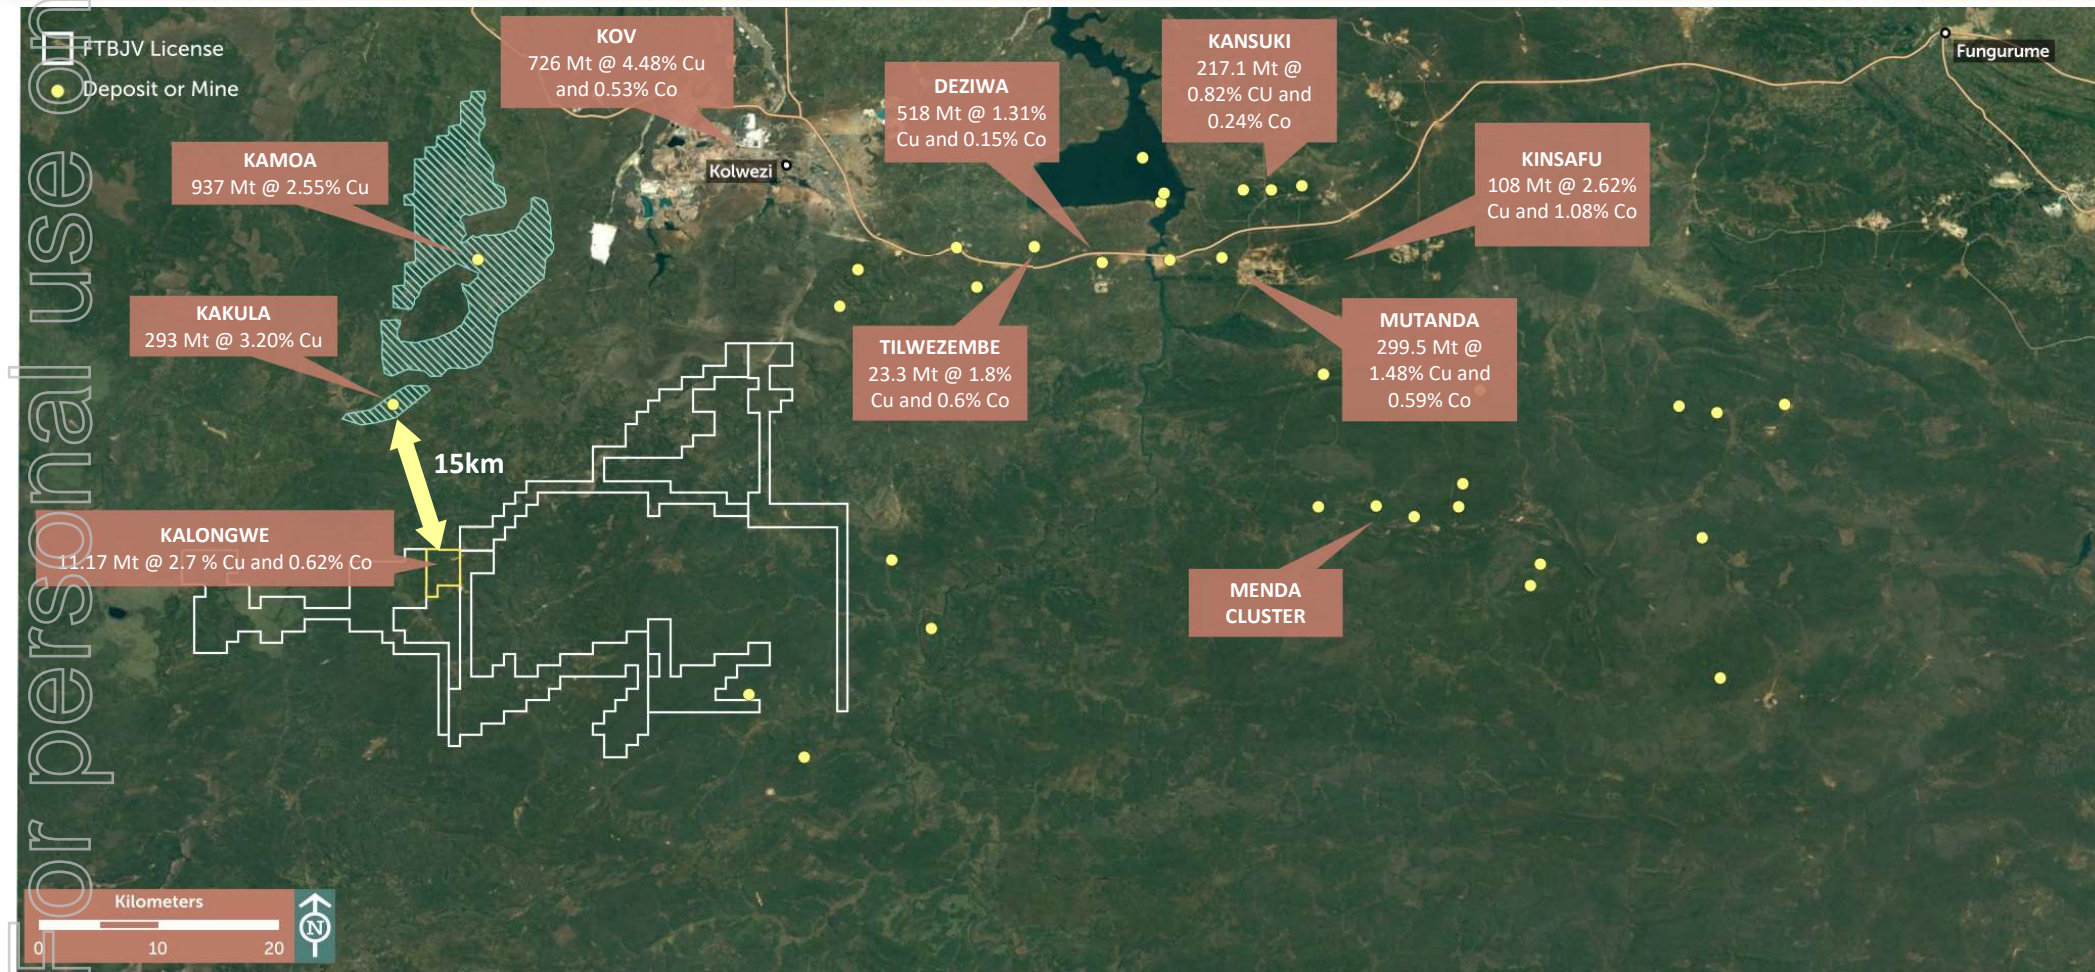 For personal use on
FTBJV License
Deposit or Mine
KOV
726 Mt @ 4.48% Cu
and 0.53% Co
KANSUKI
217.1 Mt @
0.82% CU and
0.24% Co
Fungurume
DEZIWA
518 Mt @ 1.31%
Cu and 0.15% Co
KAMOA
937 Mt @ 2.55% Cu
Kolwezi
KINSAFU
108 Mt @ 2.62%
Cu and 1.08% Co
KAKULA
293 Mt @ 3.20% Cu
TILWEZEMBE
23.3 Mt @ 1.8%
Cu and 0.6% Co
MUTANDA
299.5 Mt @
1.48% Cu and
0.59% Co
15km
KALONGWE
11.17 Mt @ 2.7 % Cu and 0.62% Co
MENDA
CLUSTER
Kilometers
0 10 20
N